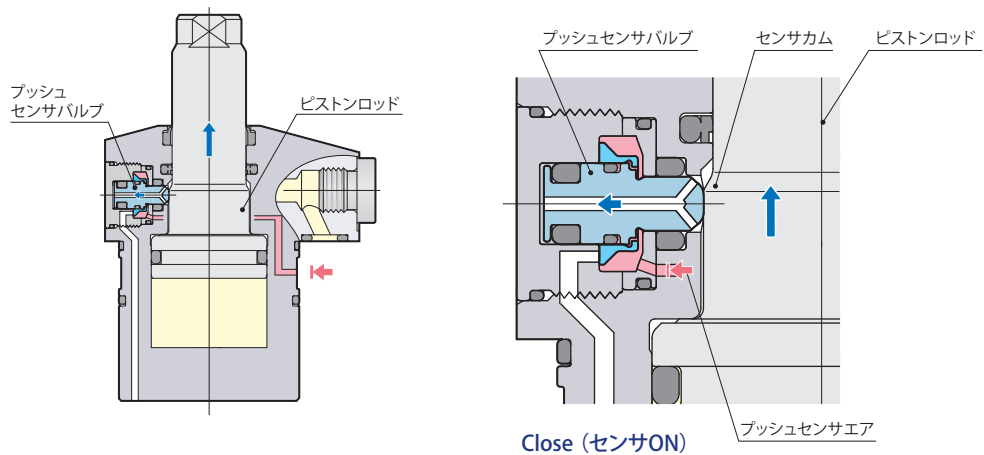 プッシュ
センサバルブ
ピストンロッド
プッシュセンサバルブ
センサカム
ピストンロッド
プッシュセンサエア
Close（センサON）